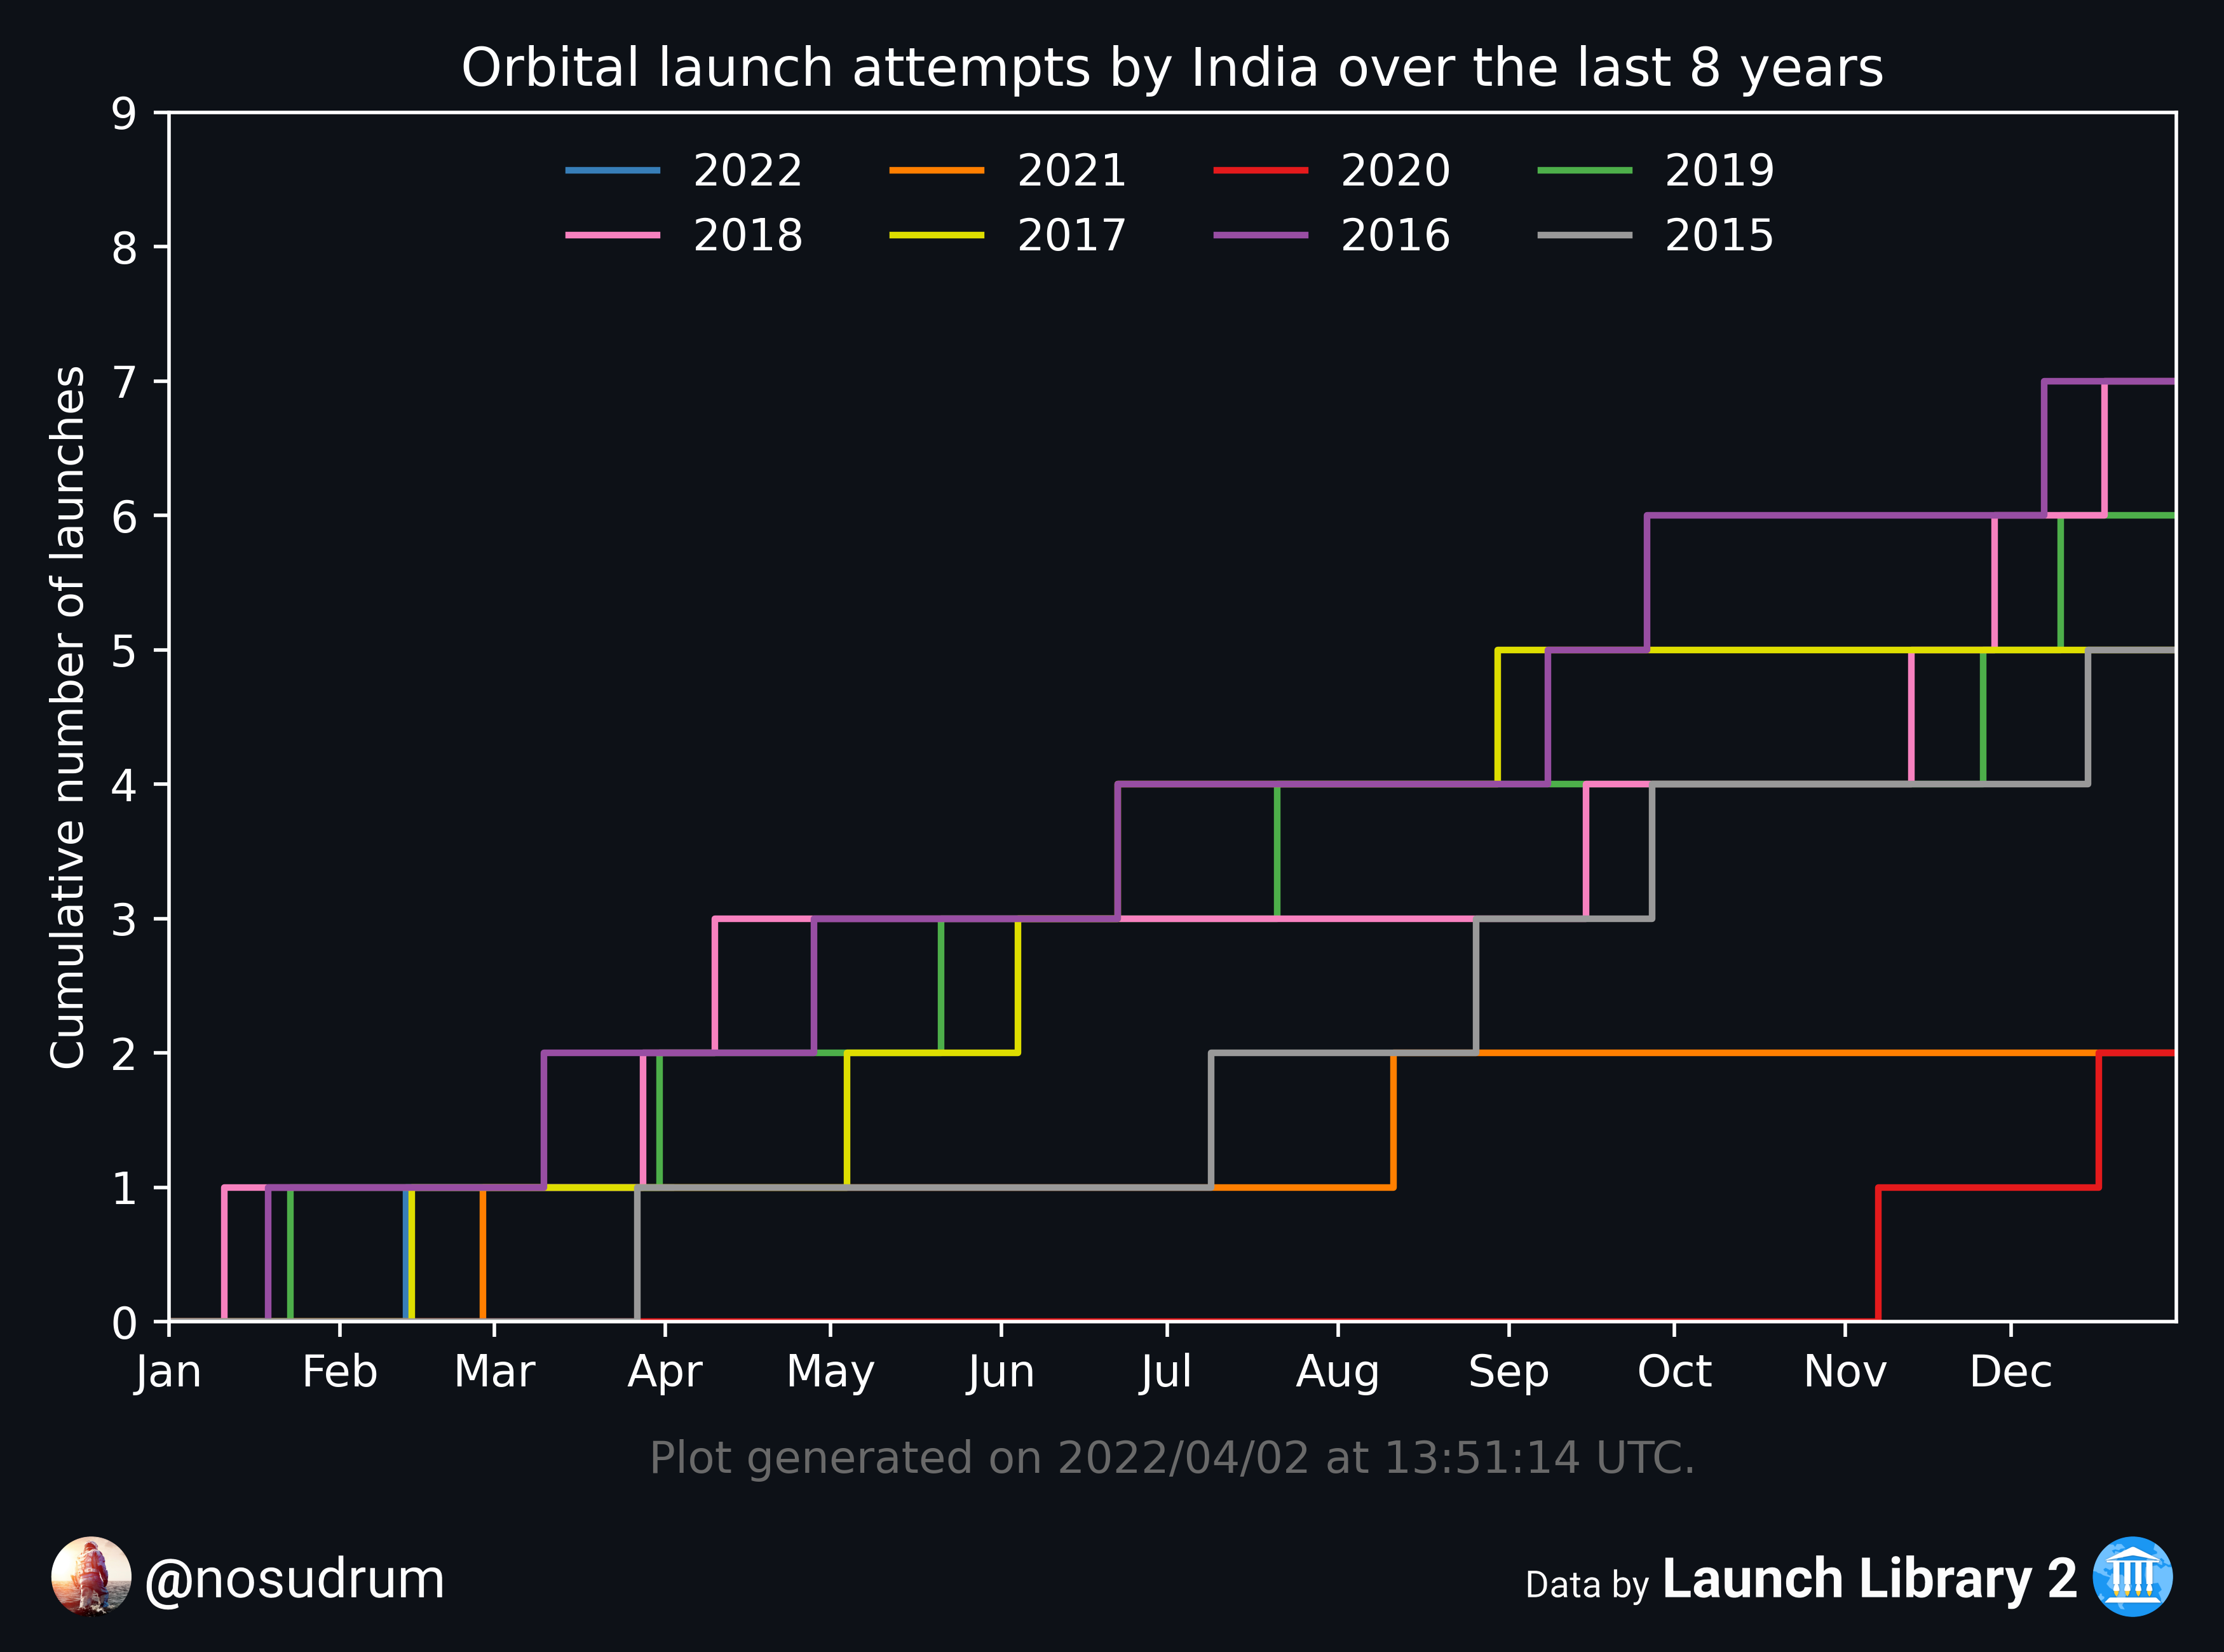 Orbital launch attempts by India over the last 8 years
2022 2021 2020 2019
2018 2017 2016 2015
Cumulative number of launches
9
8
7
6
5
4
3
2
1
0
Jan Feb Mar Apr May Jun Jul Aug Sep Oct Nov Dec
Plot generated on 2022/04/02 at 13:51:14 UTC.
@nosudrum
Data by Launch Library 2